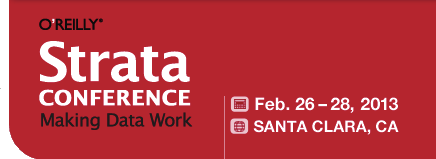 O'REILLY®
Strata
CONFERENCE
Making Data Work
Feb. 26 – 28, 2013
SANTA CLARA, CA